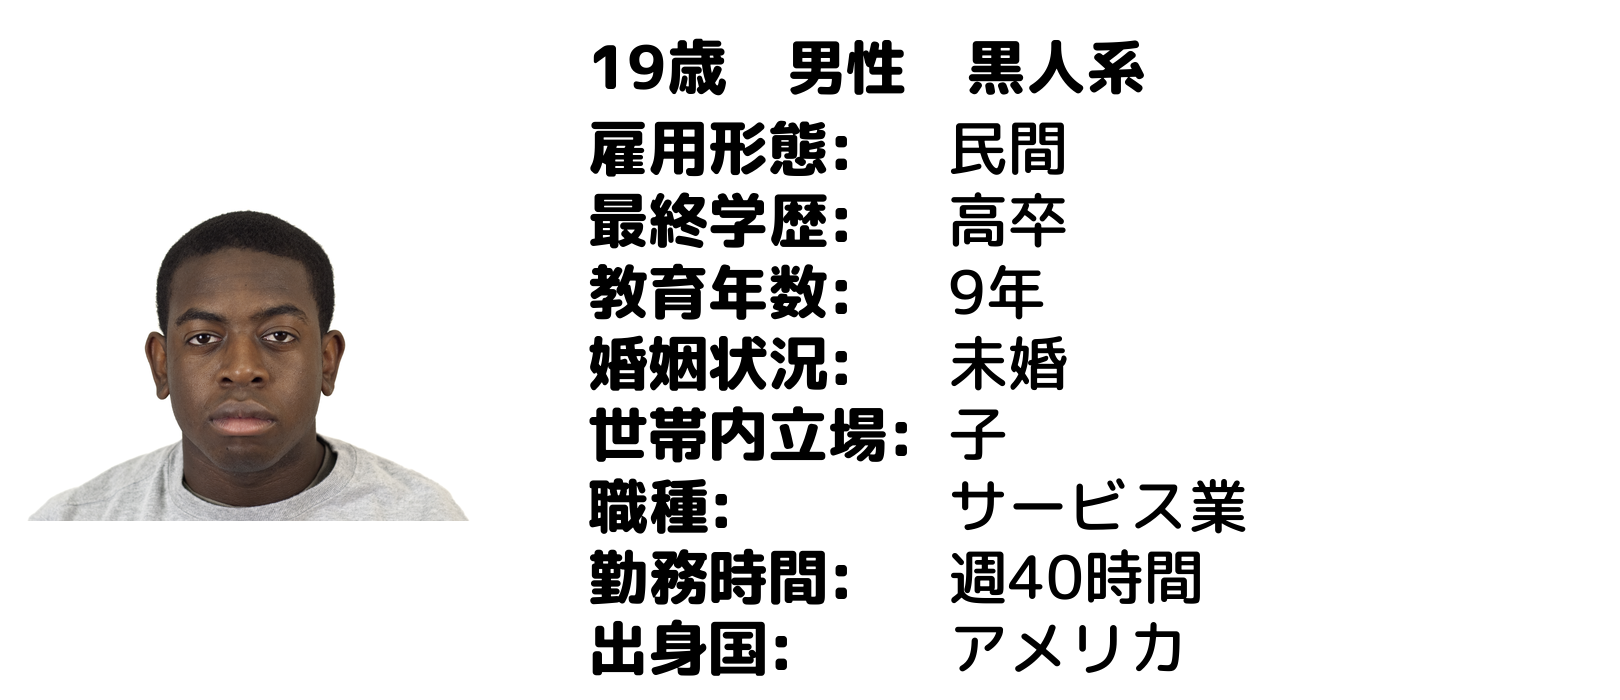 19歳　男性　黒人系
雇用形態:　民間
最終学歴:　高卒
教育年数:　9年
婚姻状況:　未婚
世帯内立場:　子
職種:　サービス業
勤務時間:　週40時間
出身国:　アメリカ